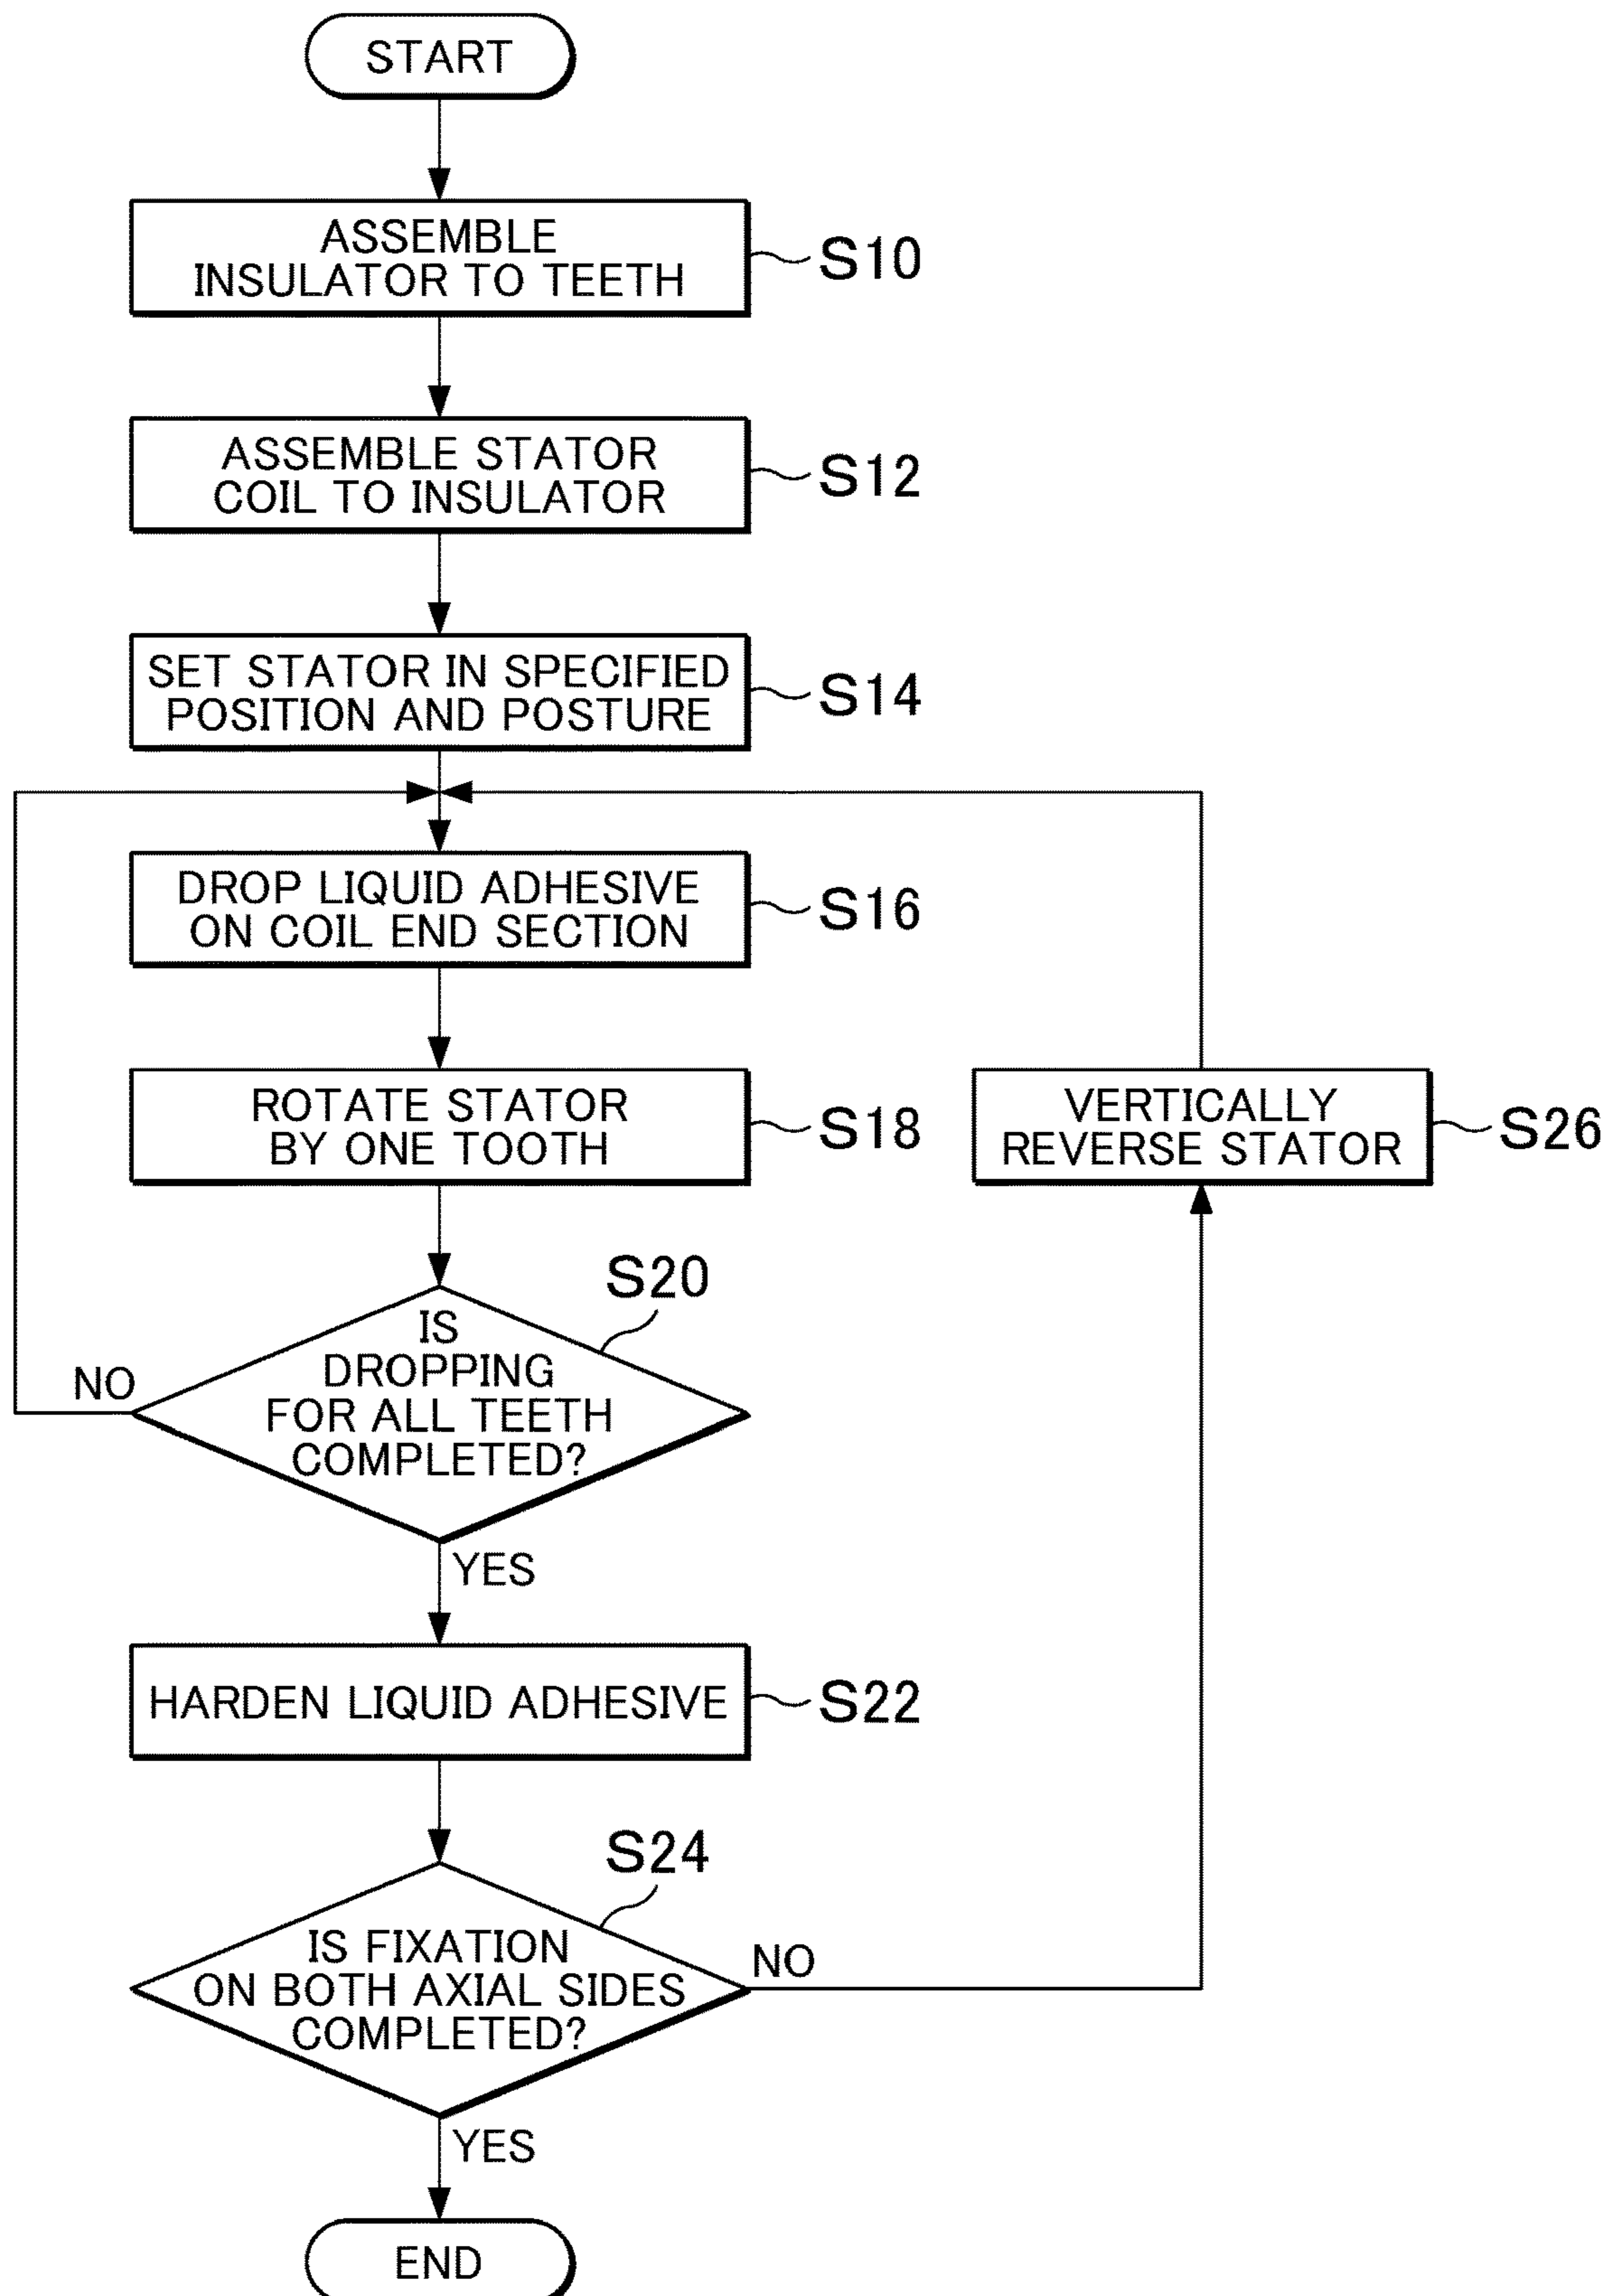 START
ASSEMBLE
INSULATOR TO TEETH
S10
ASSEMBLE STATOR
COIL TO INSULATOR
S12
SET STATOR IN SPECIFIED
POSITION AND POSTURE
S14
DROP LIQUID ADHESIVE
ON COIL END SECTION
S16
ROTATE STATOR
BY ONE TOOTH
S18
VERTICALLY
REVERSE STATOR
S26
S20
IS
DROPPING
FOR ALL TEETH
COMPLETED?
NO
YES
HARDEN LIQUID ADHESIVE
S22
S24
IS FIXATION
ON BOTH AXIAL SIDES
COMPLETED?
NO
YES
END